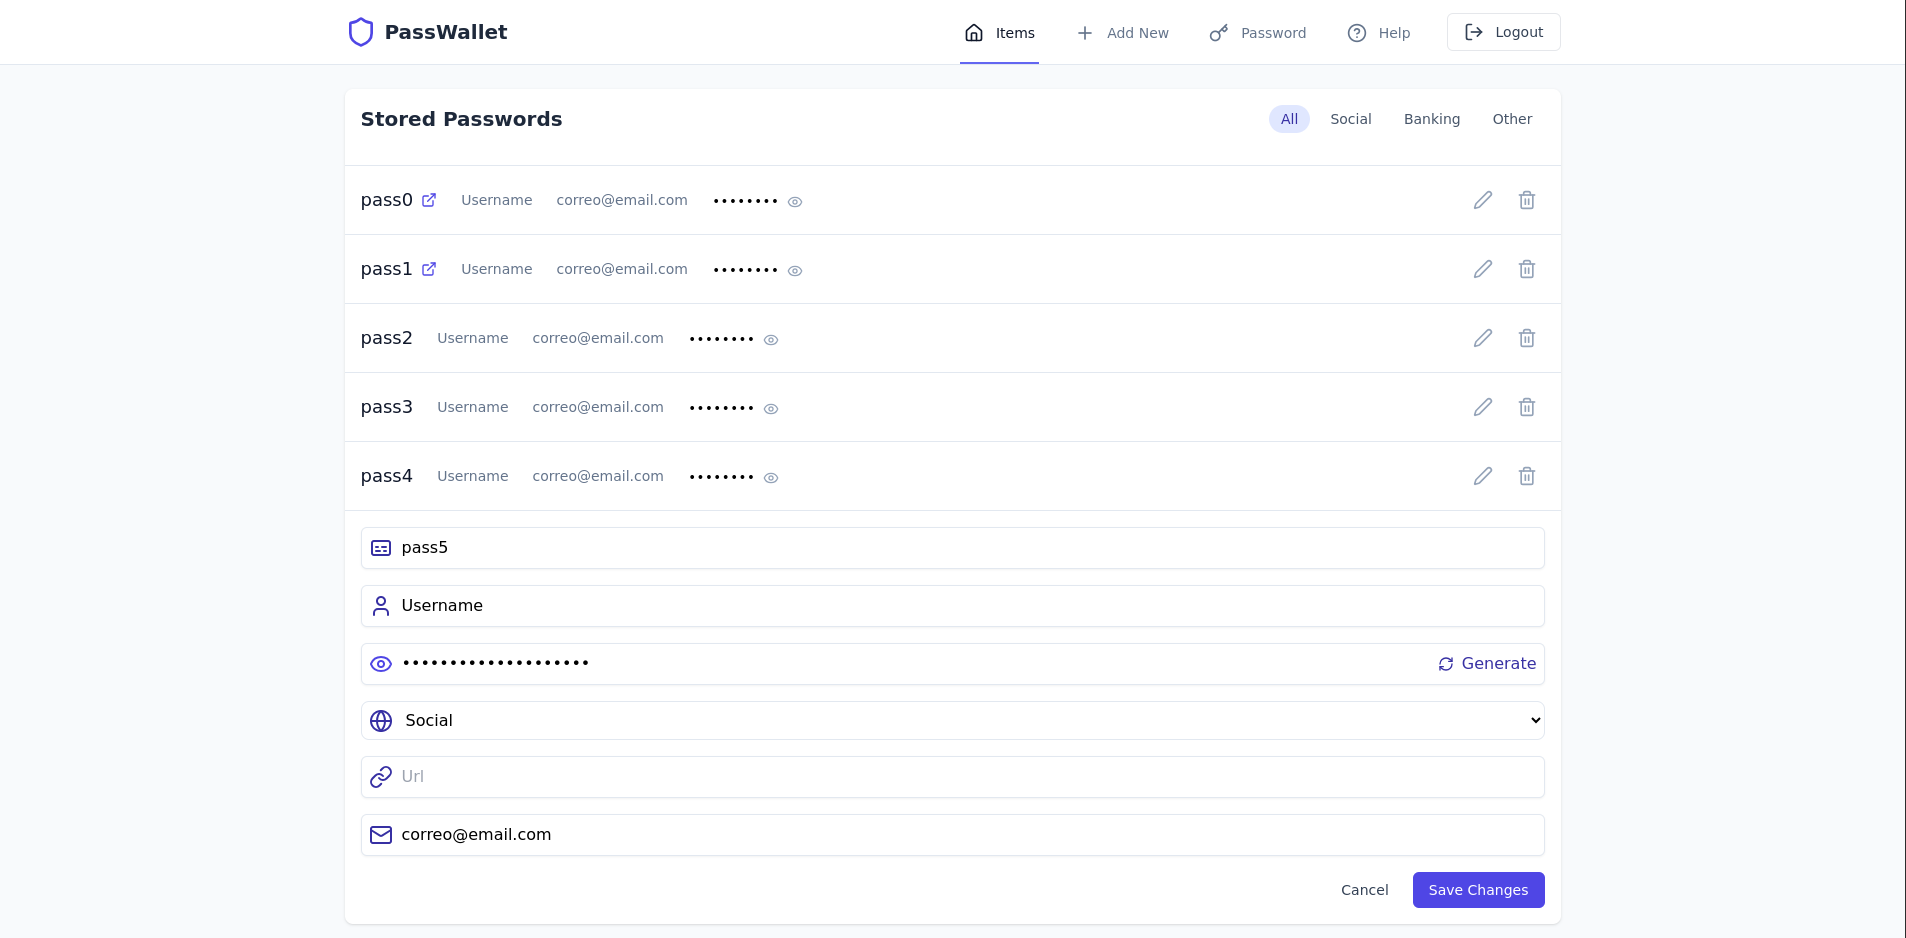 PassWallet Items Add New Password Help Logout
Stored Passwords All Social Banking Other
pass0 Username correo@email.com ••••••••
pass1 Username correo@email.com ••••••••
pass2 Username correo@email.com ••••••••
pass3 Username correo@email.com ••••••••
pass4 Username correo@email.com ••••••••
pass5
Username
•••••••••••••••••••• Generate
Social
Url
correo@email.com
Cancel Save Changes